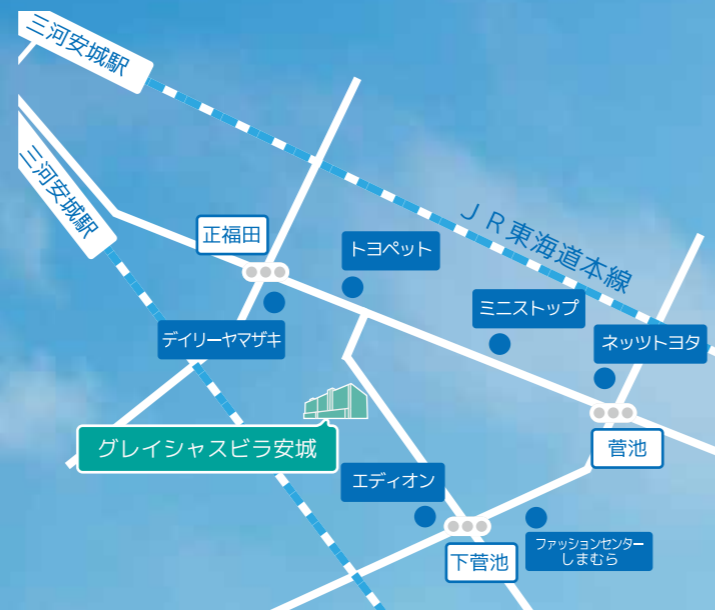 三河安城駅
三河安城駅
JR東海道本線
正福田
トヨペット
ミニストップ
デイリーヤマザキ
ネッツトヨタ
グレイシャスビラ安城
菅池
エディオン
ファッションセンター
しまむら
下菅池